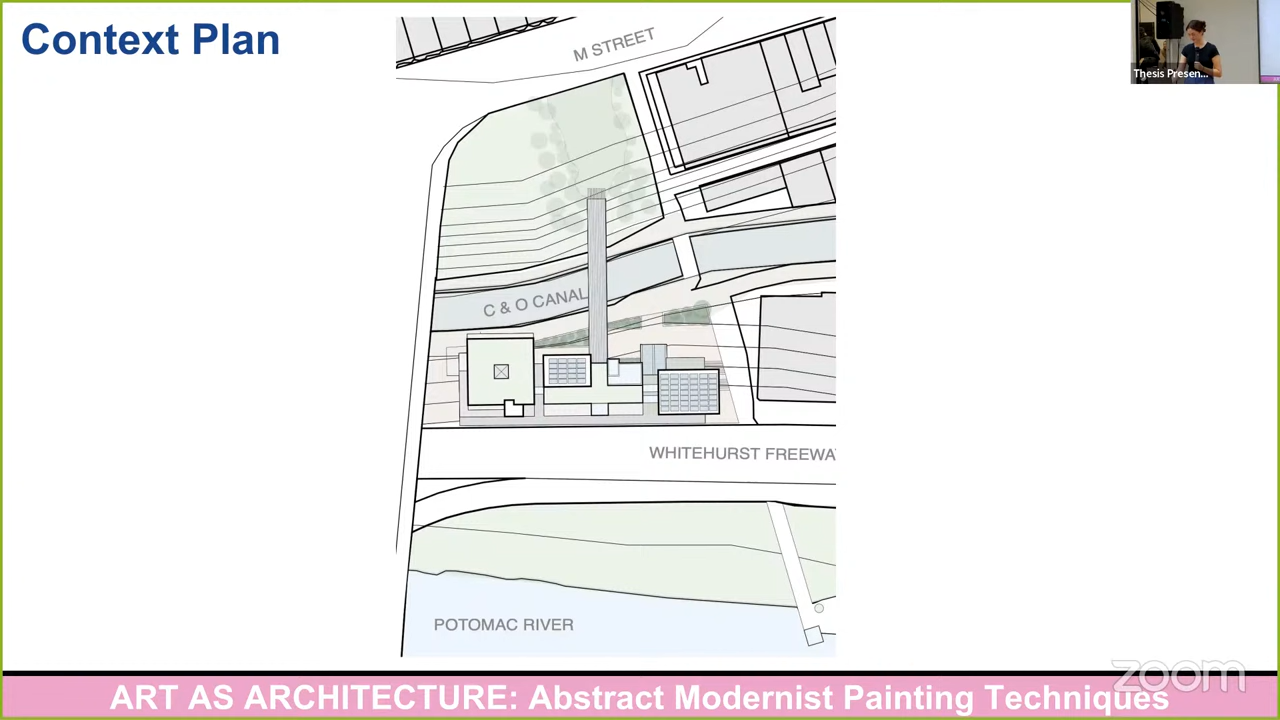 Context Plan
Thesis Presen...
M STREET
C & O CANAL
WHITEHURST FREEWA
POTOMAC RIVER
zoom
ART AS ARCHITECTURE: Abstract Modernist Painting Techniques